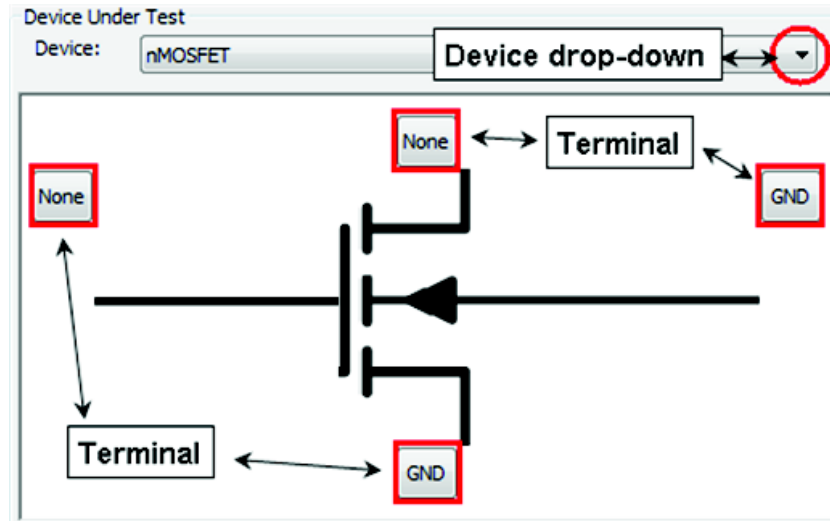 Device Under Test
Device:
nMOSFET
Device drop-down
None
Terminal
None
GND
Terminal
GND